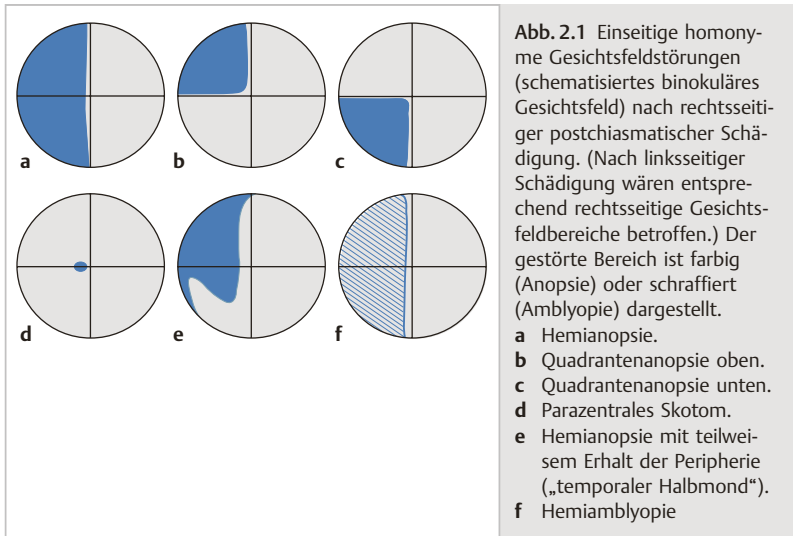 a
b
c
d
e
f
Abb. 2.1 Einseitige homony-
me Gesichtsfeldstörungen
(schematisiertes binokuläres
Gesichtsfeld) nach rechtsseiti-
ger postchiasmatischer Schä-
digung. (Nach linksseitiger
Schädigung wären entspre-
chend rechtsseitige Gesichts-
feldbereiche betroffen.) Der
gestörte Bereich ist farbig
(Anopsie) oder schraffiert
(Amblyopie) dargestellt.
a Hemianopsie.
b Quadrantenanopsie oben.
c Quadrantenanopsie unten.
d Parazentrales Skotom.
e Hemianopsie mit teilwei-
sem Erhalt der Peripherie
(„temporaler Halbmond“).
f Hemiamblyopie